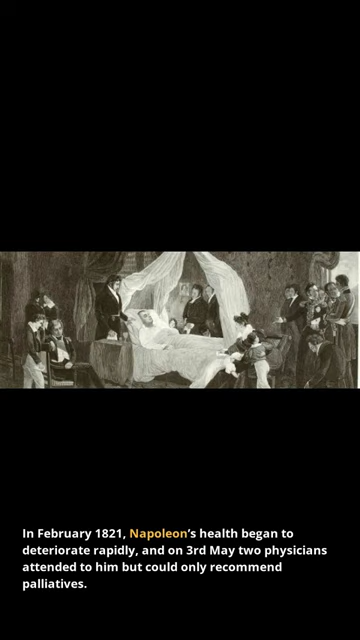 In February 1821, Napoleon's health began to
deteriorate rapidly, and on 3rd May two physicians
attended to him but could only recommend
palliatives.